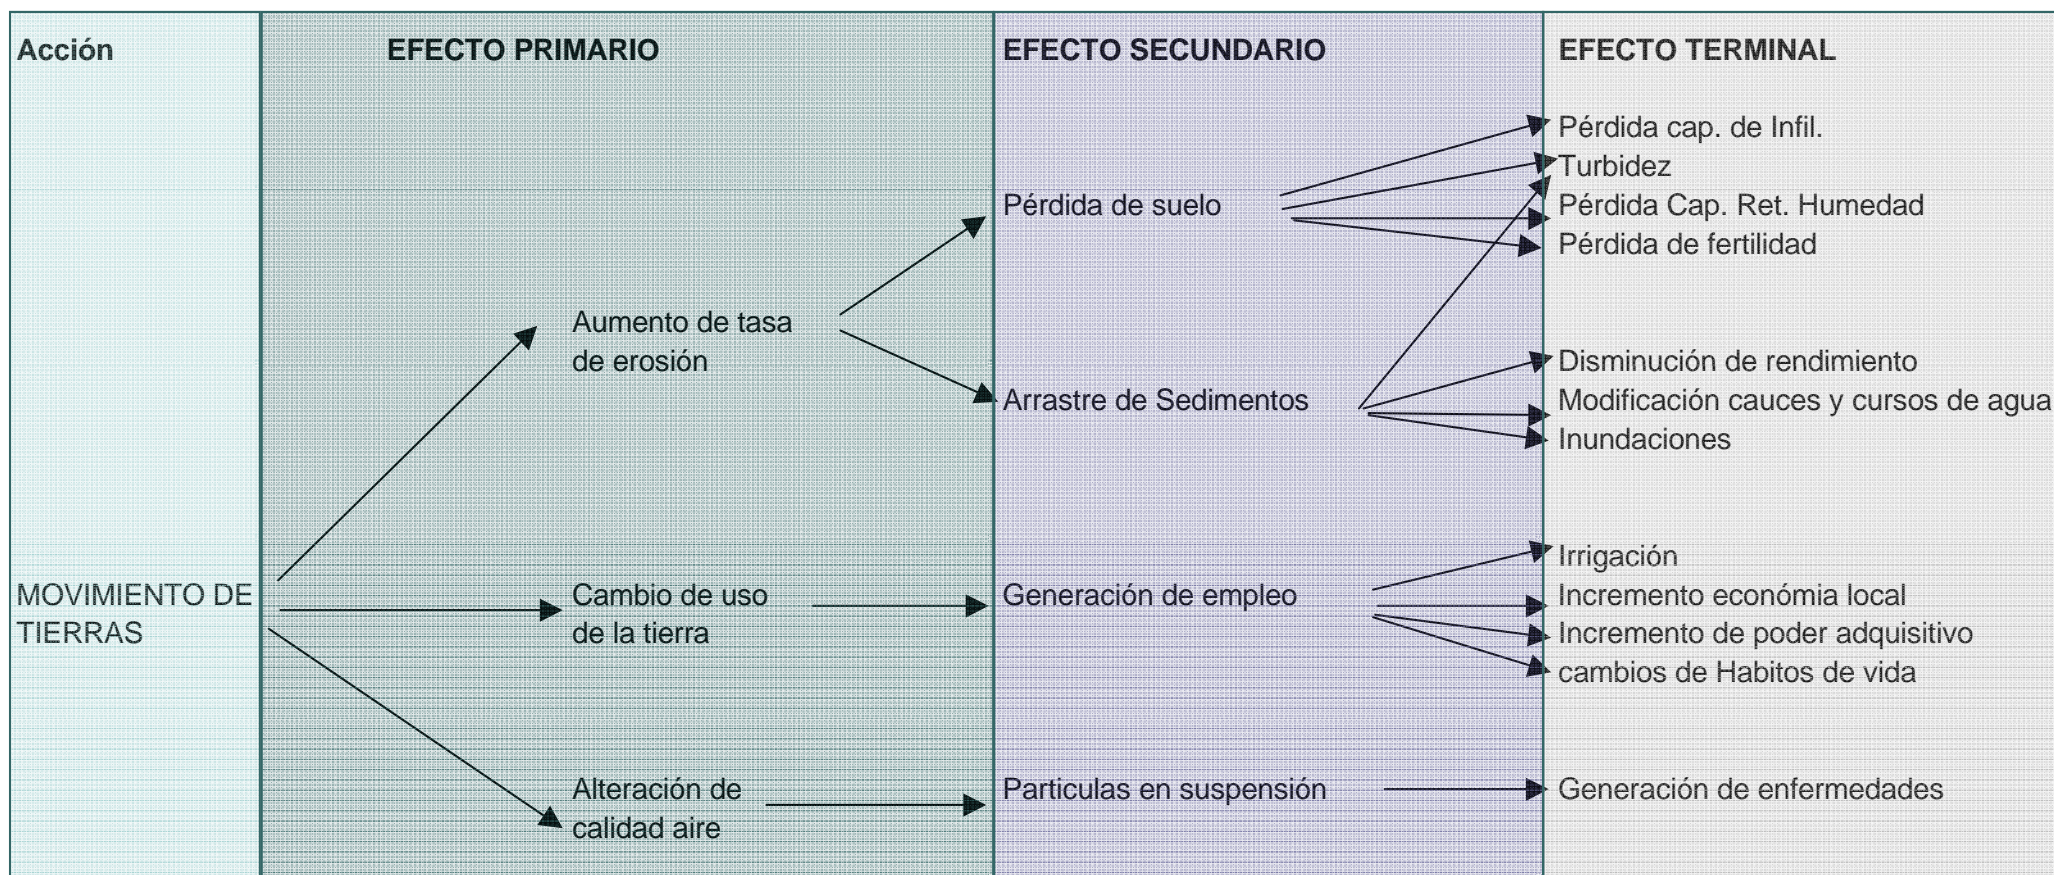 Acción
EFECTO PRIMARIO
EFECTO SECUNDARIO
EFECTO TERMINAL
MOVIMIENTO DE
TIERRAS
Aumento de tasa
de erosión
Cambio de uso
de la tierra
Alteración de
calidad aire
Pérdida de suelo
Arrastre de Sedimentos
Generación de empleo
Particulas en suspensión
Pérdida cap. de Infil.
Turbidez
Pérdida Cap. Ret. Humedad
Pérdida de fertilidad
Disminución de rendimiento
Modificación cauces y cursos de agua
Inundaciones
Irrigación
Incremento económia local
Incremento de poder adquisitivo
cambios de Habitos de vida
Generación de enfermedades